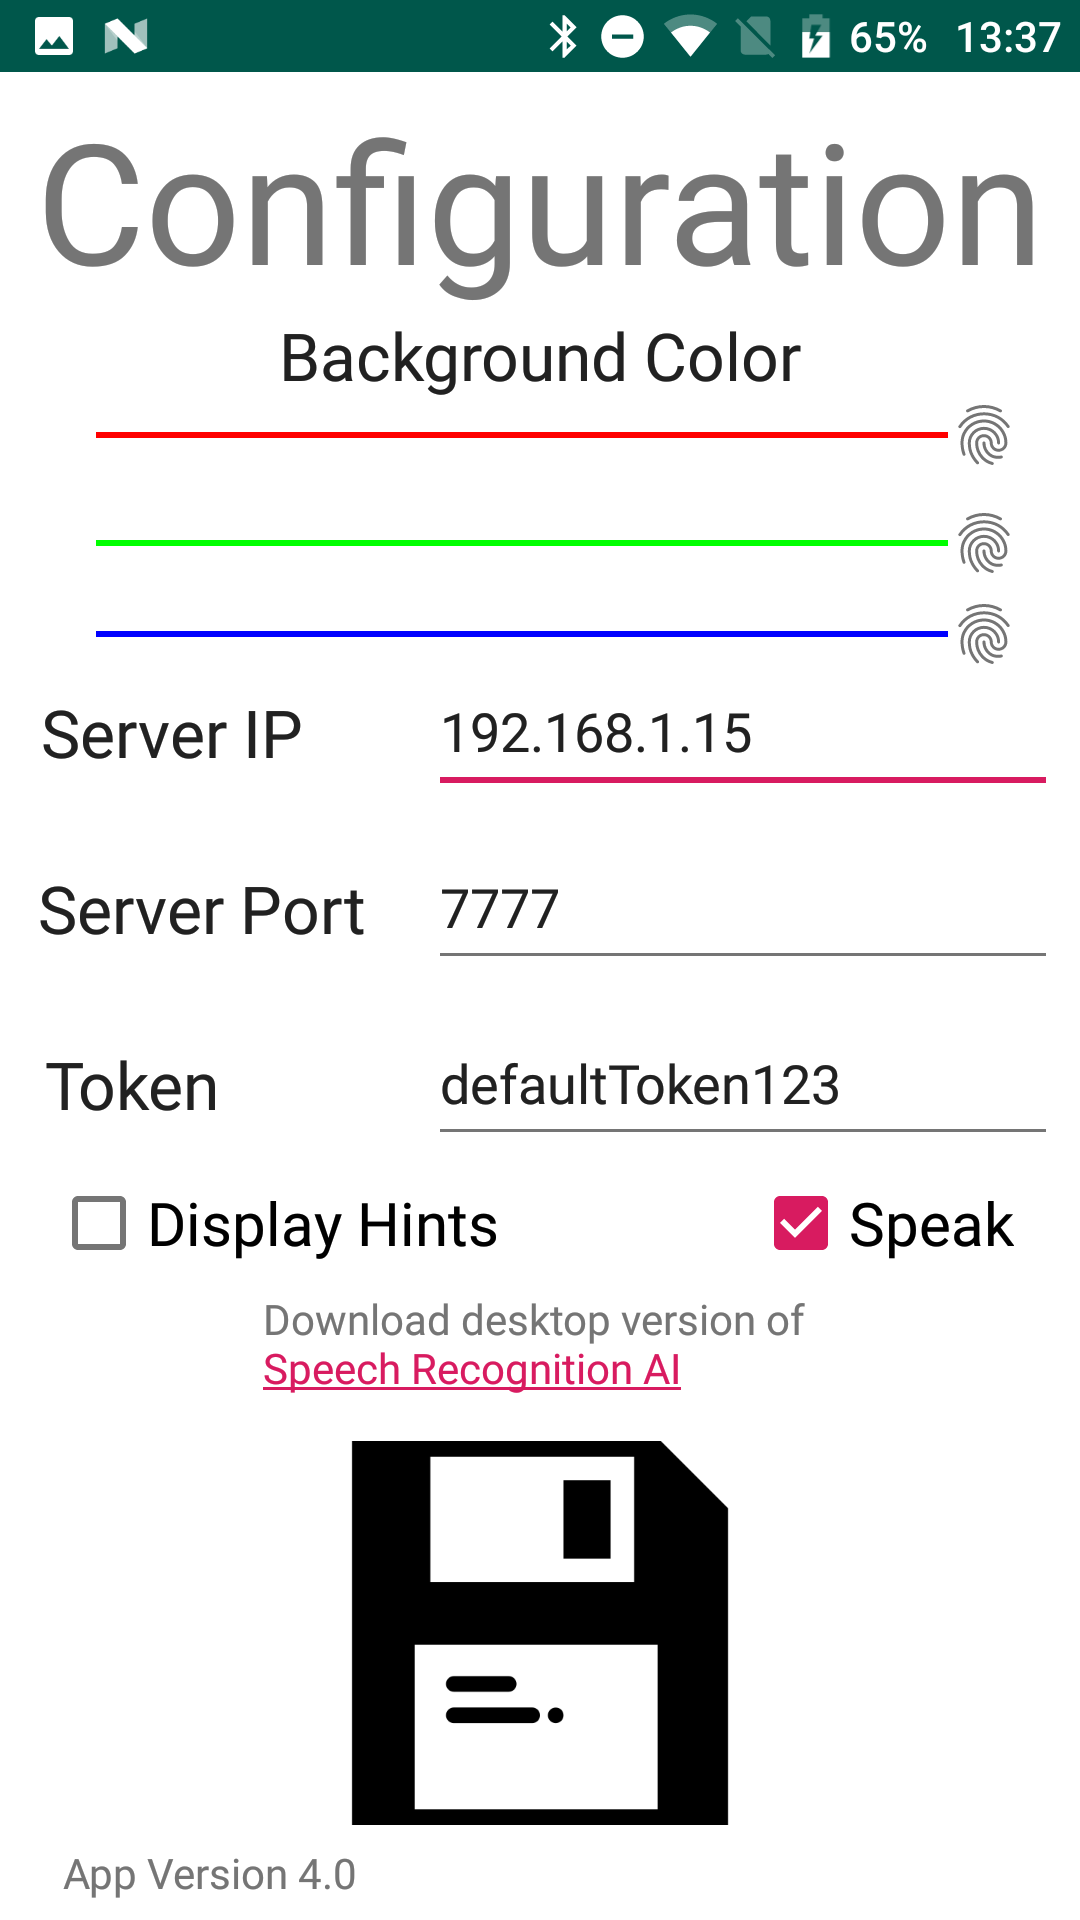 65% 13:37
Configuration
Background Color
Server IP 192.168.1.15
Server Port 7777
Token defaultToken123
Display Hints Speak
Download desktop version of
Speech Recognition AI
App Version 4.0